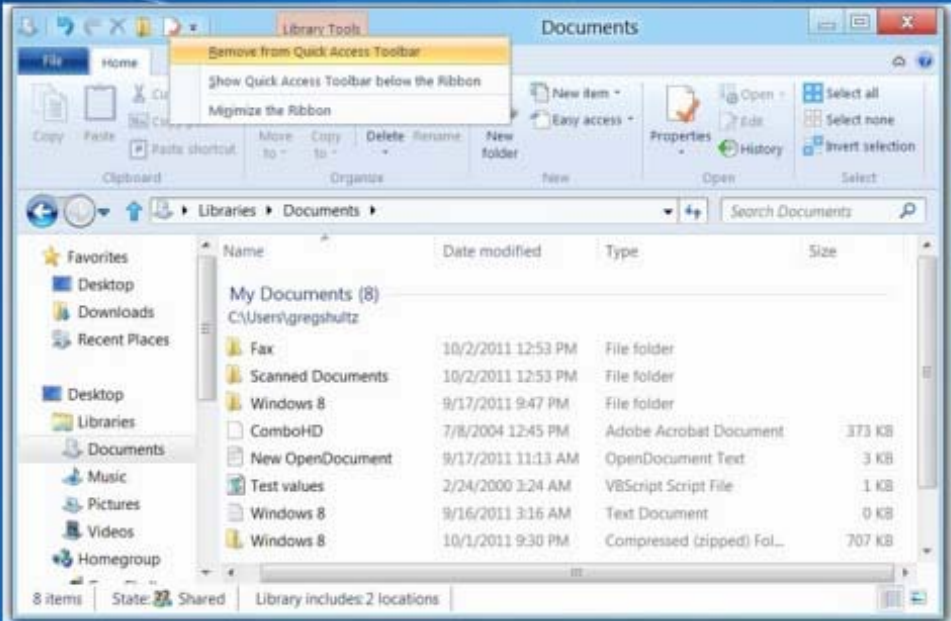 Library Tools
Documents
Remove from Quick Access Toolbar
Show Quick Access Toolbar below the Ribbon
Minimize the Ribbon
File
Home
Copy
Paste
Paste shortcut
Clipboard
Move to
Copy to
Delete
Rename
Organize
New folder
New item
Easy access
New
Properties
Open
Edit
History
Open
Select all
Select none
Invert selection
Select
Libraries
Documents
Search Documents
Favorites
Desktop
Downloads
Recent Places
Desktop
Libraries
Documents
Music
Pictures
Videos
Homegroup
Name
Date modified
Type
Size
My Documents (8)
C:\Users\gregshultz
Fax 10/2/2011 12:53 PM File folder
Scanned Documents 10/2/2011 12:53 PM File folder
Windows 8 9/17/2011 9:47 PM File folder
ComboHD 7/8/2004 12:45 PM Adobe Acrobat Document 373 KB
New OpenDocument 9/17/2011 11:13 AM OpenDocument Text 3 KB
Test values 2/24/2000 3:24 AM VBScript Script File 1 KB
Windows 8 9/16/2011 3:16 AM Text Document 0 KB
Windows 8 10/1/2011 9:30 PM Compressed (zipped) Fol... 707 KB
8 items
State: Shared
Library includes: 2 locations